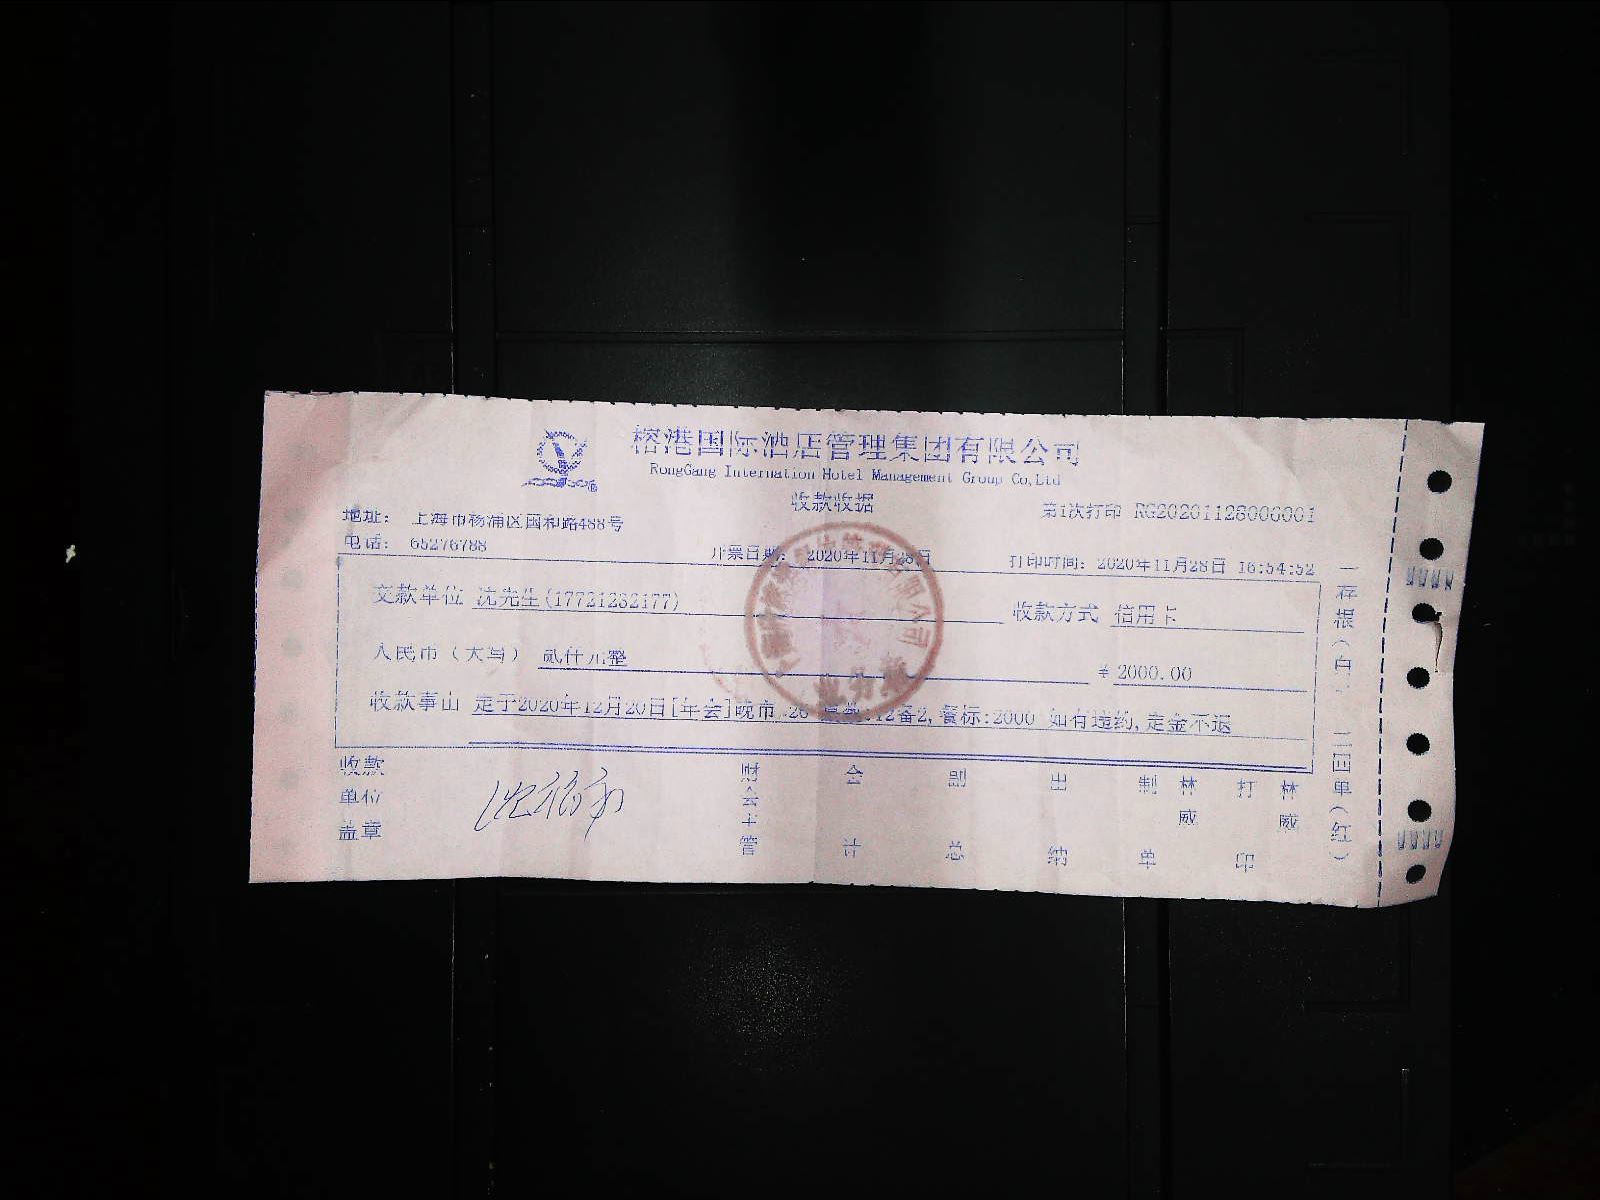 榕港国际酒店管理集团有限公司
RongGang Internation Hotel Management Group Co,Ltd
收款收据
第1次打印 RG20201128000001
地址: 上海市杨浦区国和路488号
电话: 65276788
开票日期: 2020年11月28日
打印时间: 2020年11月28日 16:54:52
交款单位 沈先生(17721282177)
收款方式 信用卡
人民币(大写) 贰仟元整
¥ 2000.00
收款事由 定于2020年12月20日[年会]晚市 12备2,餐标:2000 如有违约,定金不退
收款单位盖章
财会主管
会计
副总
出纳
制单
林威
打印
林威
一存根(白) 二回单(红)